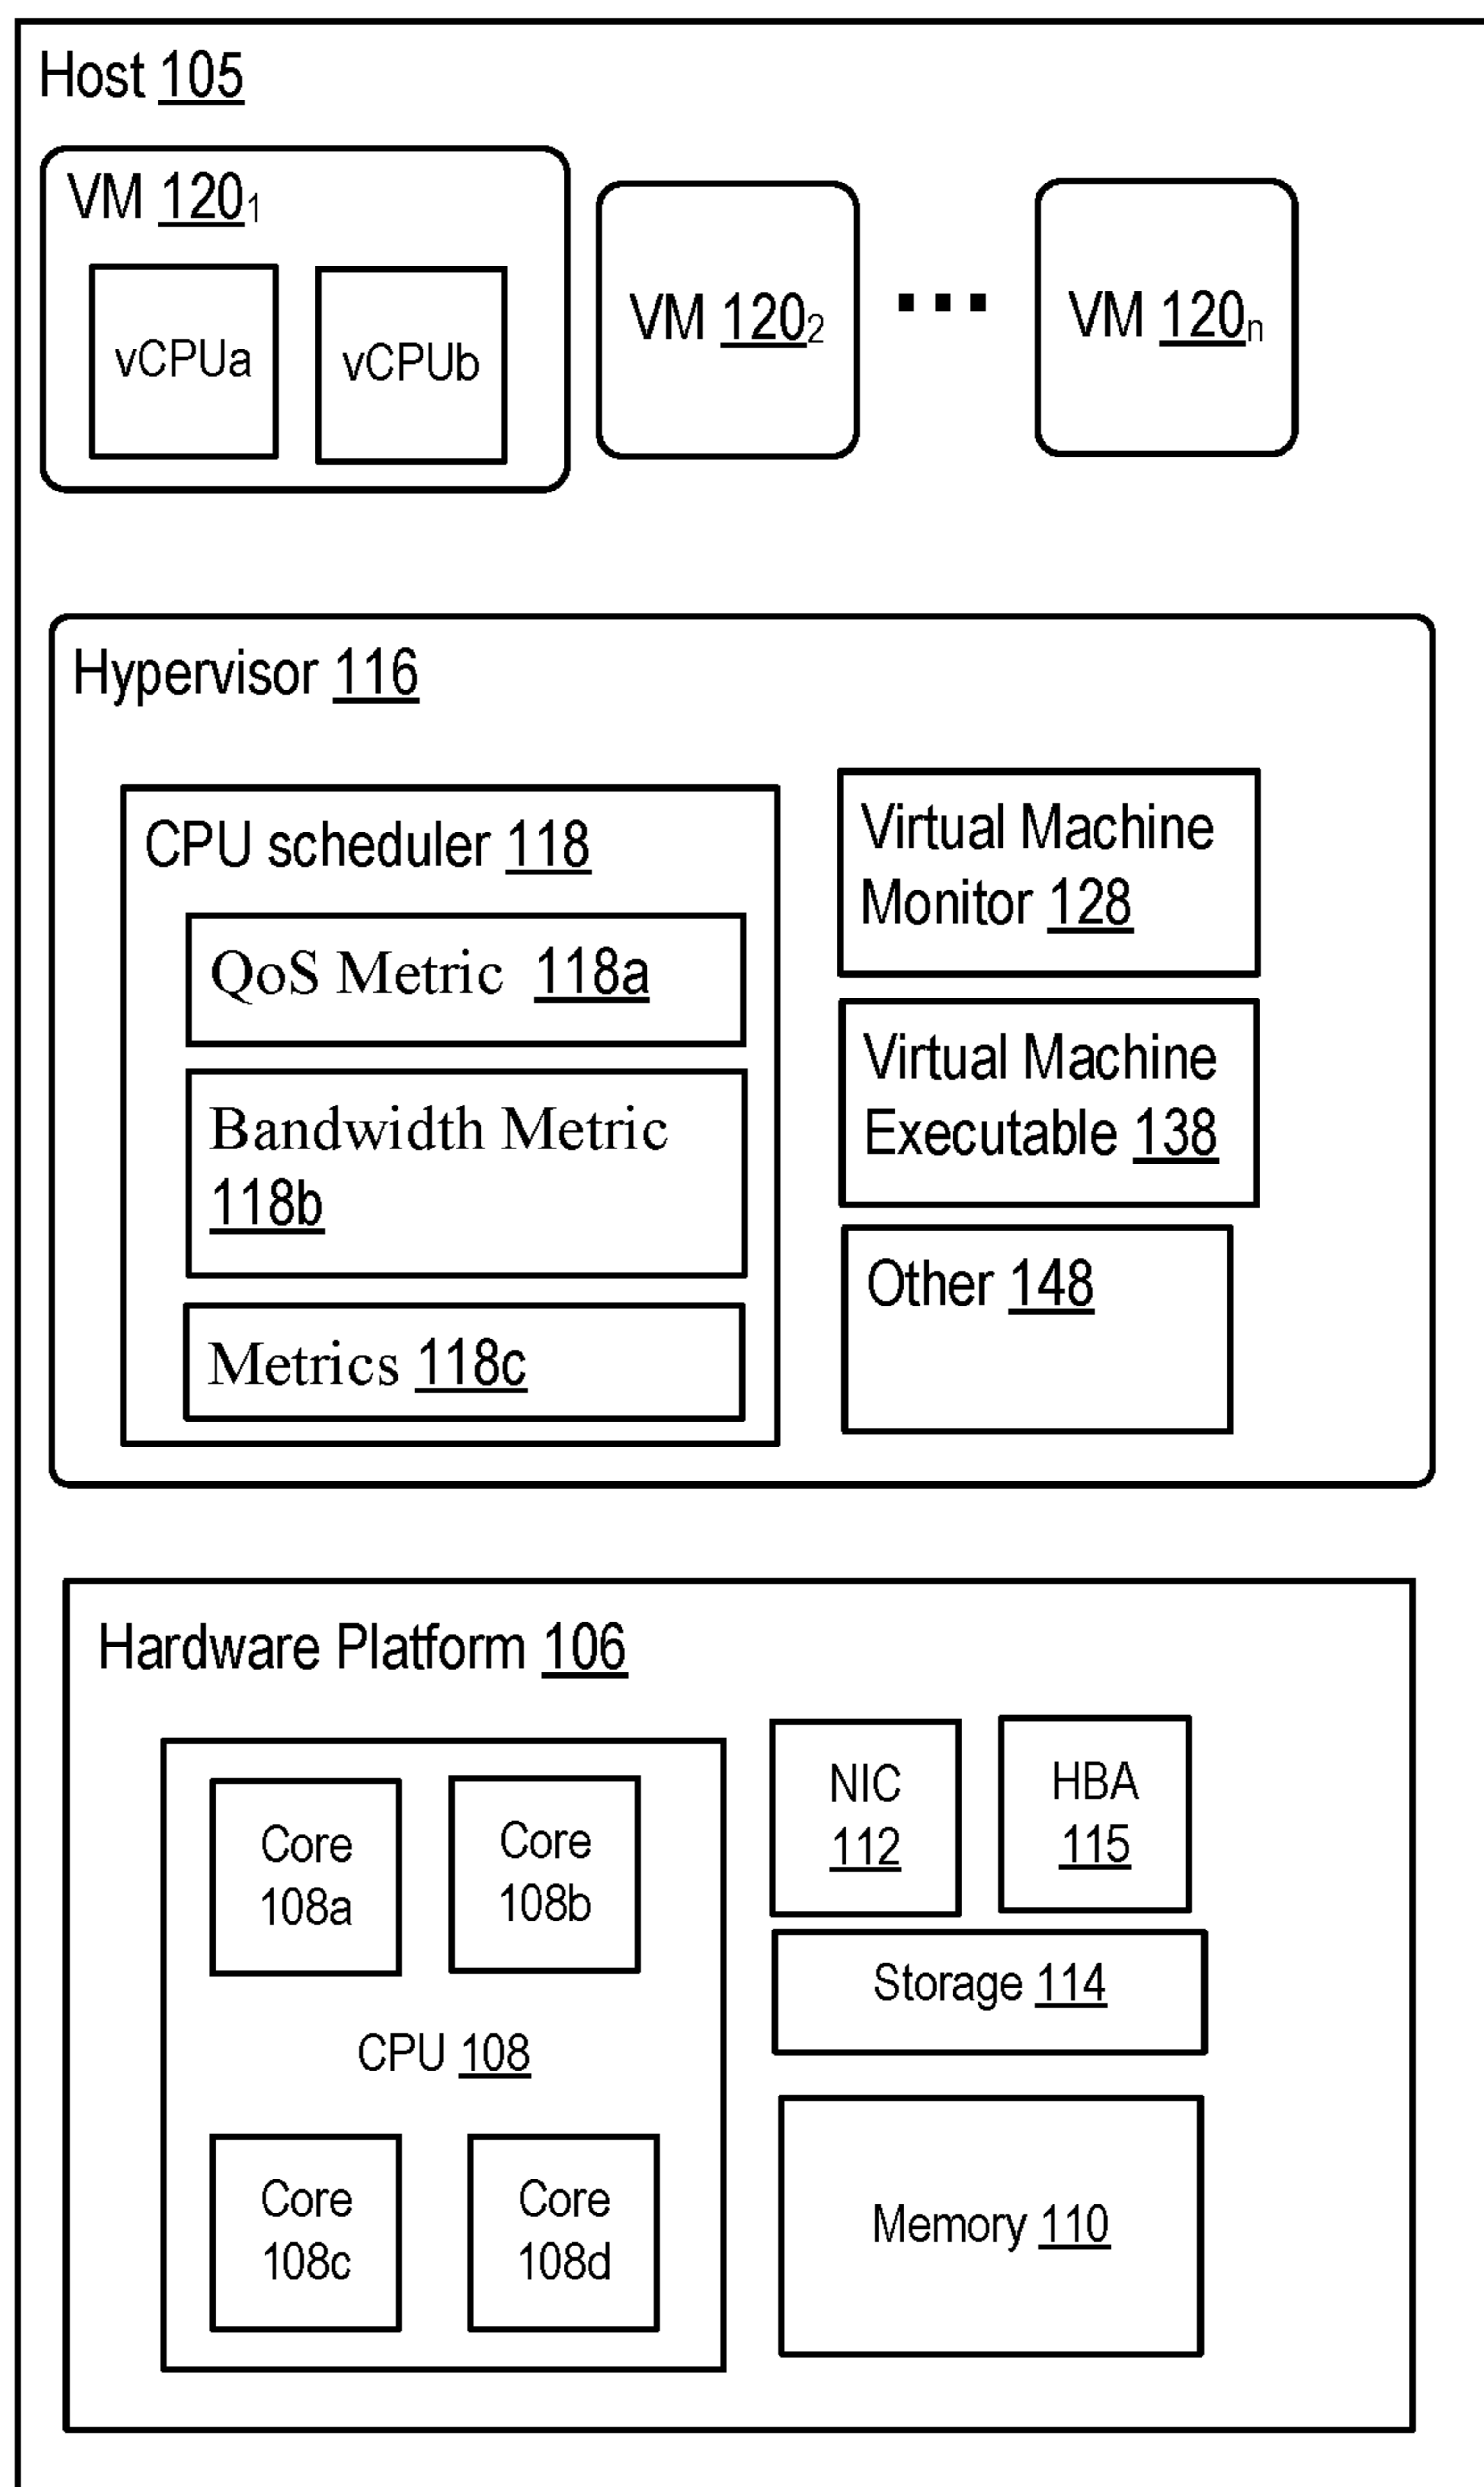 Host 105
VM 120₁
vCPUa
vCPUb
VM 120₂
VM 120ₙ
Hypervisor 116
CPU scheduler 118
QoS Metric 118a
Bandwidth Metric
118b
Metrics 118c
Virtual Machine
Monitor 128
Virtual Machine
Executable 138
Other 148
Hardware Platform 106
Core
108a
Core
108b
CPU 108
Core
108c
Core
108d
NIC
112
HBA
115
Storage 114
Memory 110